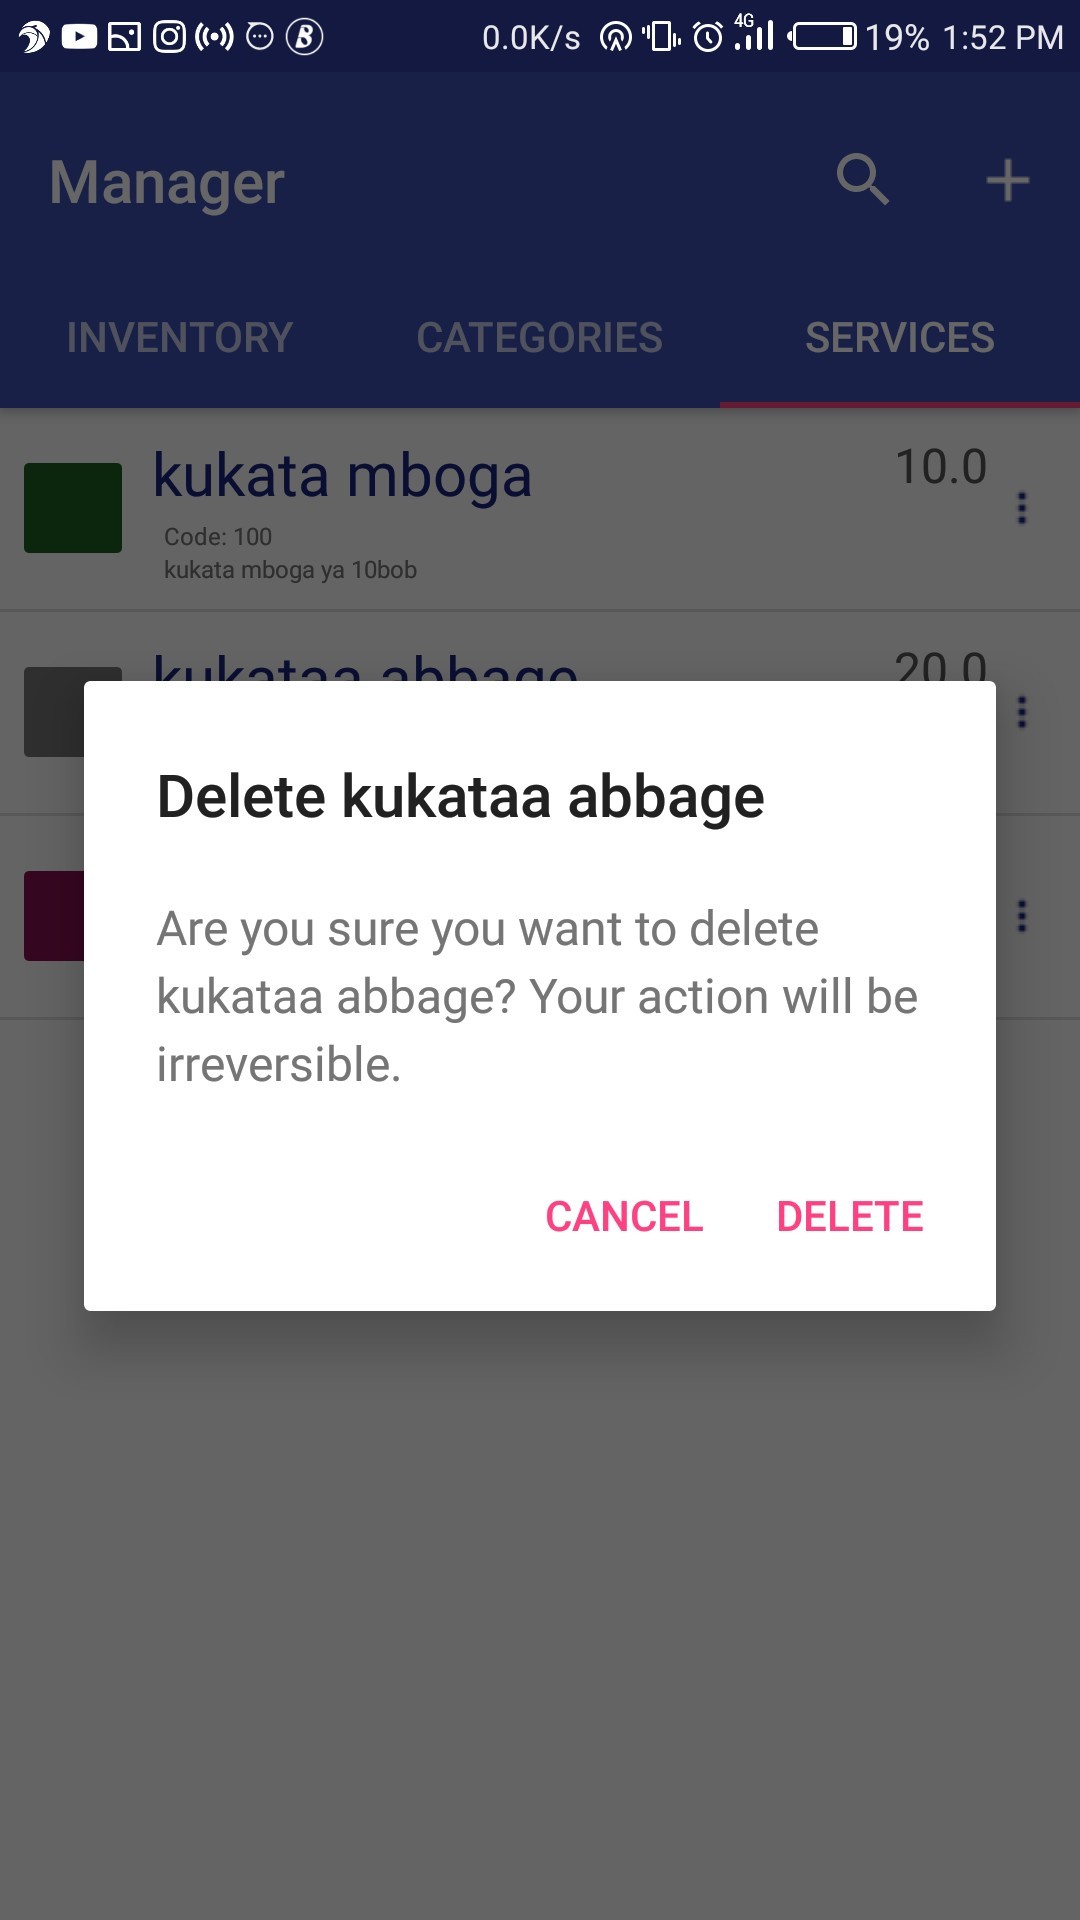 0.0K/s 4G 19% 1:52 PM
Manager
INVENTORY CATEGORIES SERVICES
kukata mboga 10.0
Code: 100
kukata mboga ya 10bob
kukataa abbage 20.0
Delete kukataa abbage
Are you sure you want to delete
kukataa abbage? Your action will be
irreversible.
CANCEL DELETE